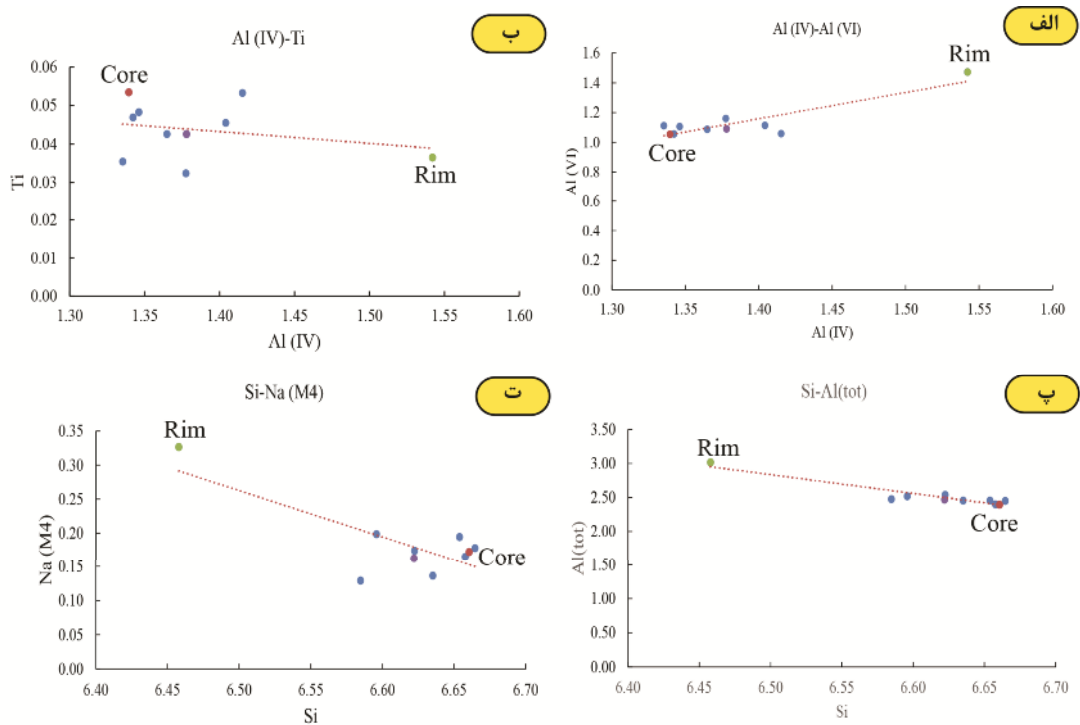 الف
Al (IV)-Al (VI)
1.6
1.4
1.2
1.0
0.8
0.6
0.4
0.2
0.0
Al (VI)
Rim
Core
1.30 1.35 1.40 1.45 1.50 1.55 1.60
Al (IV)
ب
Al (IV)-Ti
0.06
0.05
0.04
0.03
0.02
0.01
0.00
Ti
Core
Rim
1.30 1.35 1.40 1.45 1.50 1.55 1.60
Al (IV)
پ
Si-Al(tot)
3.50
3.00
2.50
2.00
1.50
1.00
0.50
0.00
Al(tot)
Rim
Core
6.40 6.45 6.50 6.55 6.60 6.65 6.70
Si
ت
Si-Na (M4)
0.35
0.30
0.25
0.20
0.15
0.10
0.05
0.00
Na (M4)
Rim
Core
6.40 6.45 6.50 6.55 6.60 6.65 6.70
Si